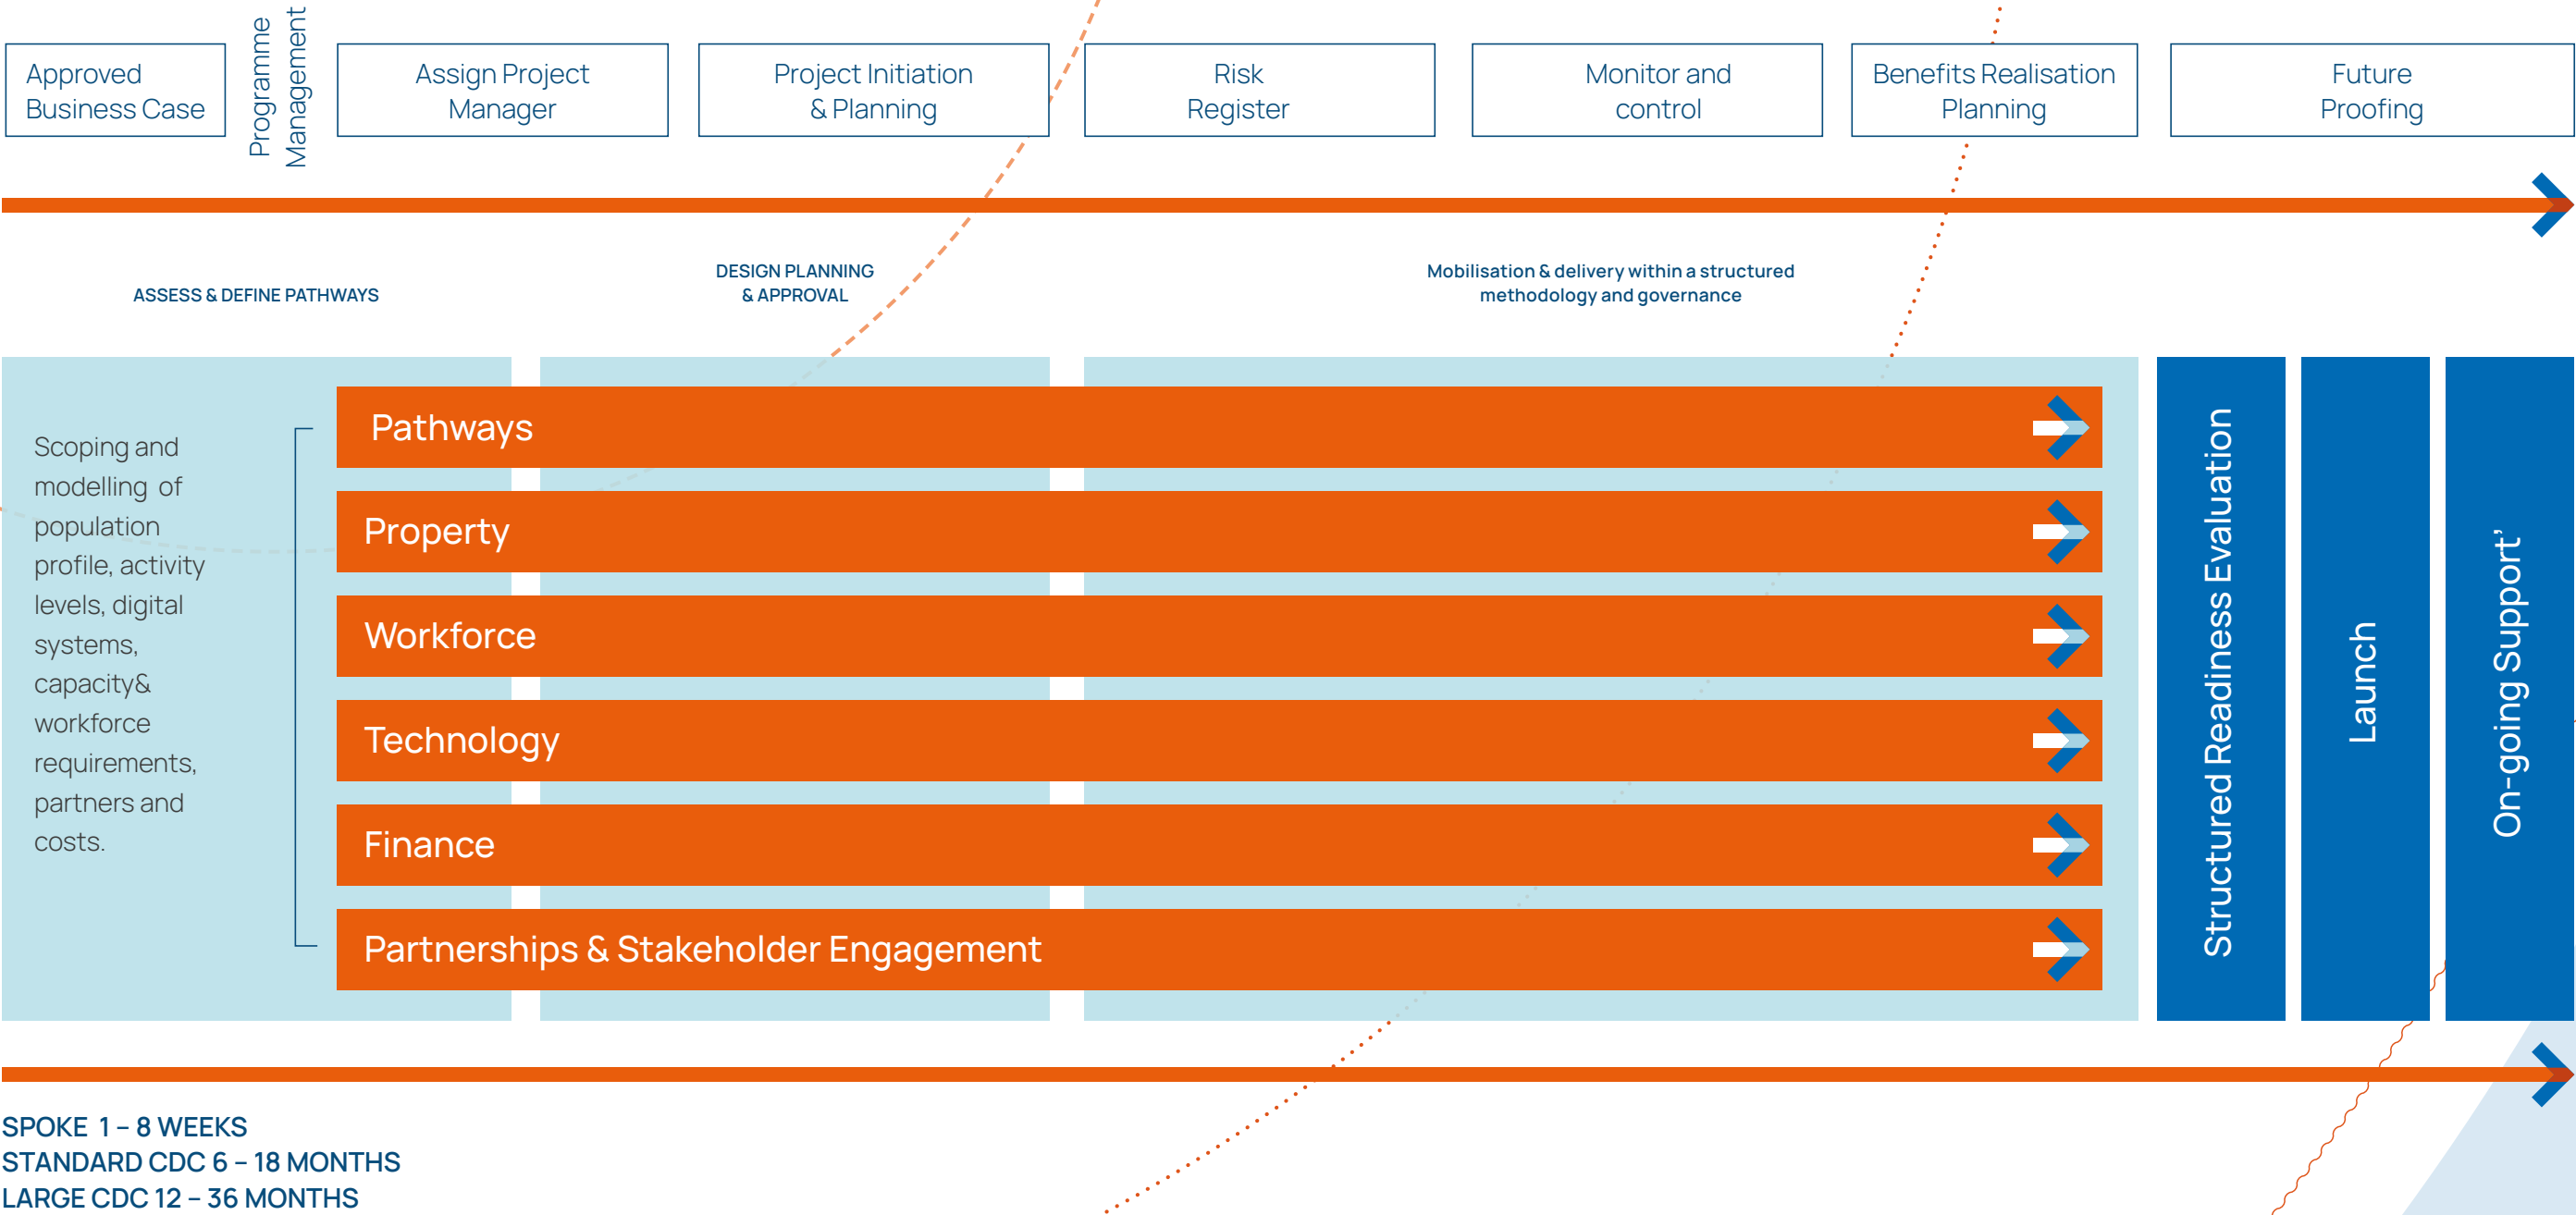 Approved
Business Case
Programme
Management
Assign Project
Manager
Project Initiation
& Planning
Risk
Register
Monitor and
control
Benefits Realisation
Planning
Future
Proofing
ASSESS & DEFINE PATHWAYS
DESIGN PLANNING
& APPROVAL
Mobilisation & delivery within a structured
methodology and governance
Scoping and
modelling of
population
profile, activity
levels, digital
systems,
capacity&
workforce
requirements,
partners and
costs.
Pathways
Property
Workforce
Technology
Finance
Partnerships & Stakeholder Engagement
Structured Readiness Evaluation
Launch
On-going Support’
SPOKE 1 – 8 WEEKS
STANDARD CDC 6 – 18 MONTHS
LARGE CDC 12 – 36 MONTHS